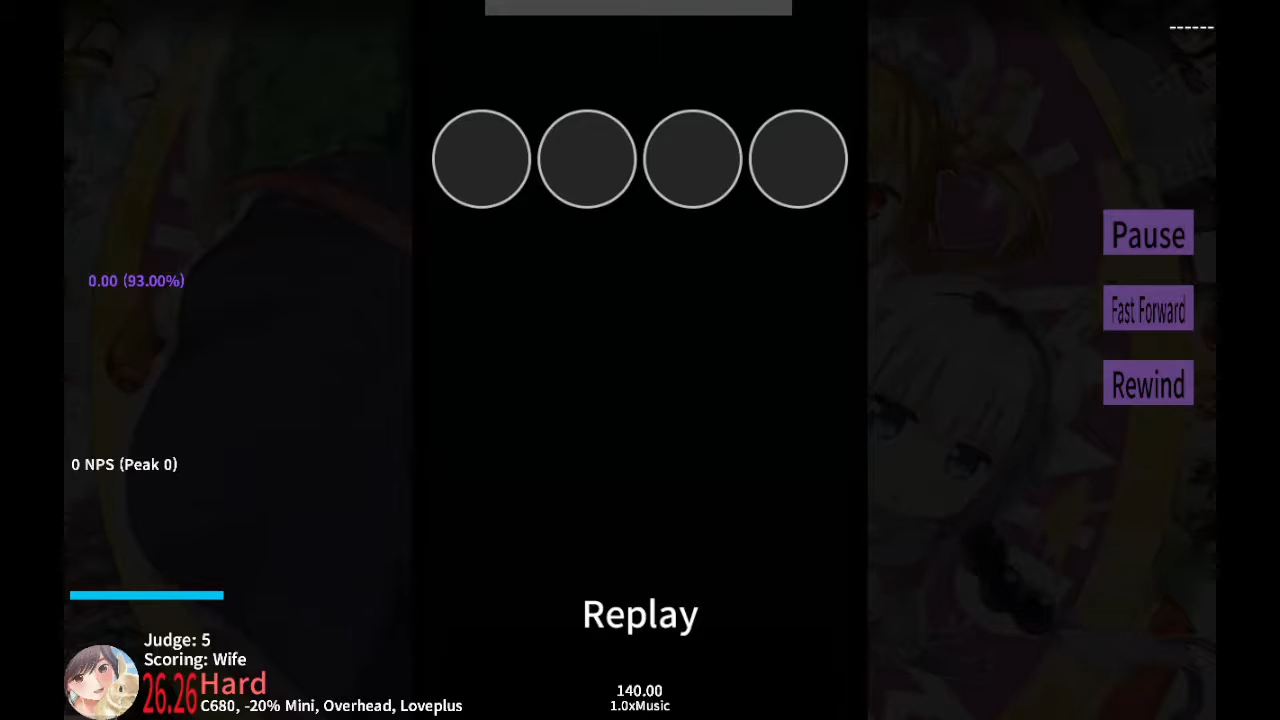 ------
Pause
0.00 (93.00%)
Fast Forward
Rewind
0 NPS (Peak 0)
Replay
Judge: 5
Scoring: Wife
26.26 Hard
C680, -20% Mini, Overhead, Loveplus
140.00
1.0xMusic